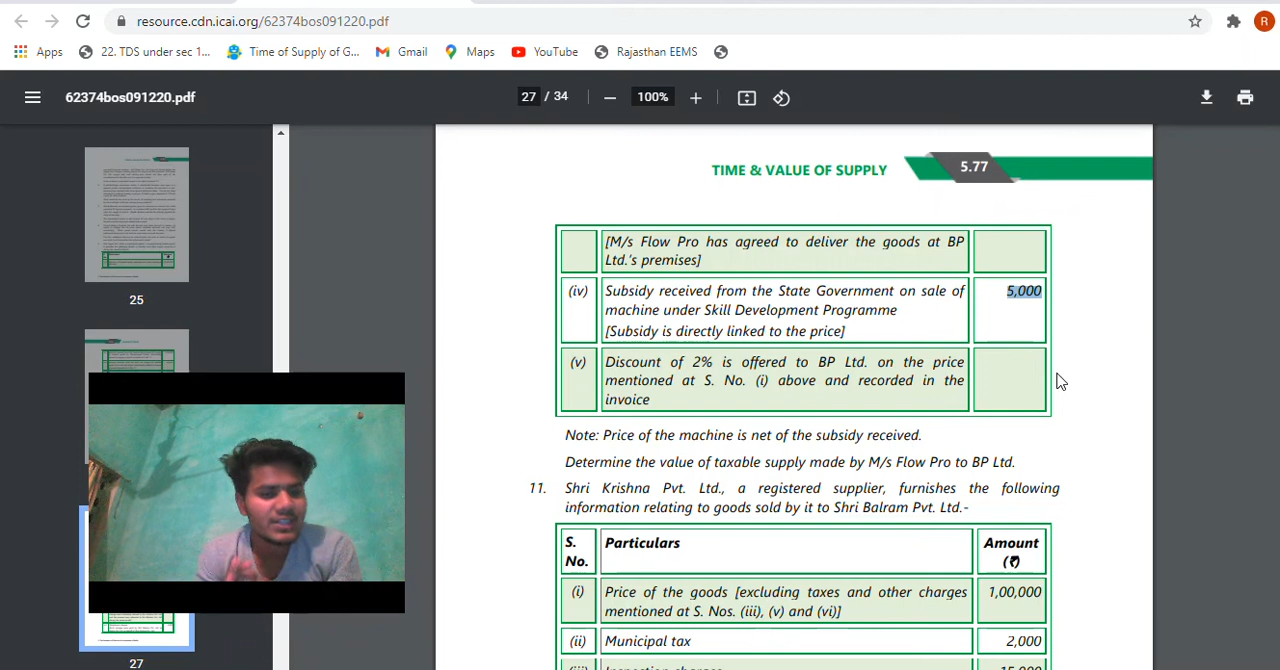 resource.cdn.icai.org/62374bos091220.pdf
R
Apps
22. TDS under sec 1...
Time of Supply of G...
Gmail
Maps
YouTube
Rajasthan EEMS
62374bos091220.pdf
27 / 34
100%
25
27
TIME & VALUE OF SUPPLY
5.77
[M/s Flow Pro has agreed to deliver the goods at BP
Ltd.'s premises]
(iv) Subsidy received from the State Government on sale of 5,000
machine under Skill Development Programme
[Subsidy is directly linked to the price]
(v) Discount of 2% is offered to BP Ltd. on the price
mentioned at S. No. (i) above and recorded in the
invoice
Note: Price of the machine is net of the subsidy received.
Determine the value of taxable supply made by M/s Flow Pro to BP Ltd.
11. Shri Krishna Pvt. Ltd., a registered supplier, furnishes the following
information relating to goods sold by it to Shri Balram Pvt. Ltd.-
S. Particulars Amount
No. (₹)
(i) Price of the goods [excluding taxes and other charges 1,00,000
mentioned at S. Nos. (iii), (v) and (vi)]
(ii) Municipal tax 2,000
(iii) Inspection charges 15,000